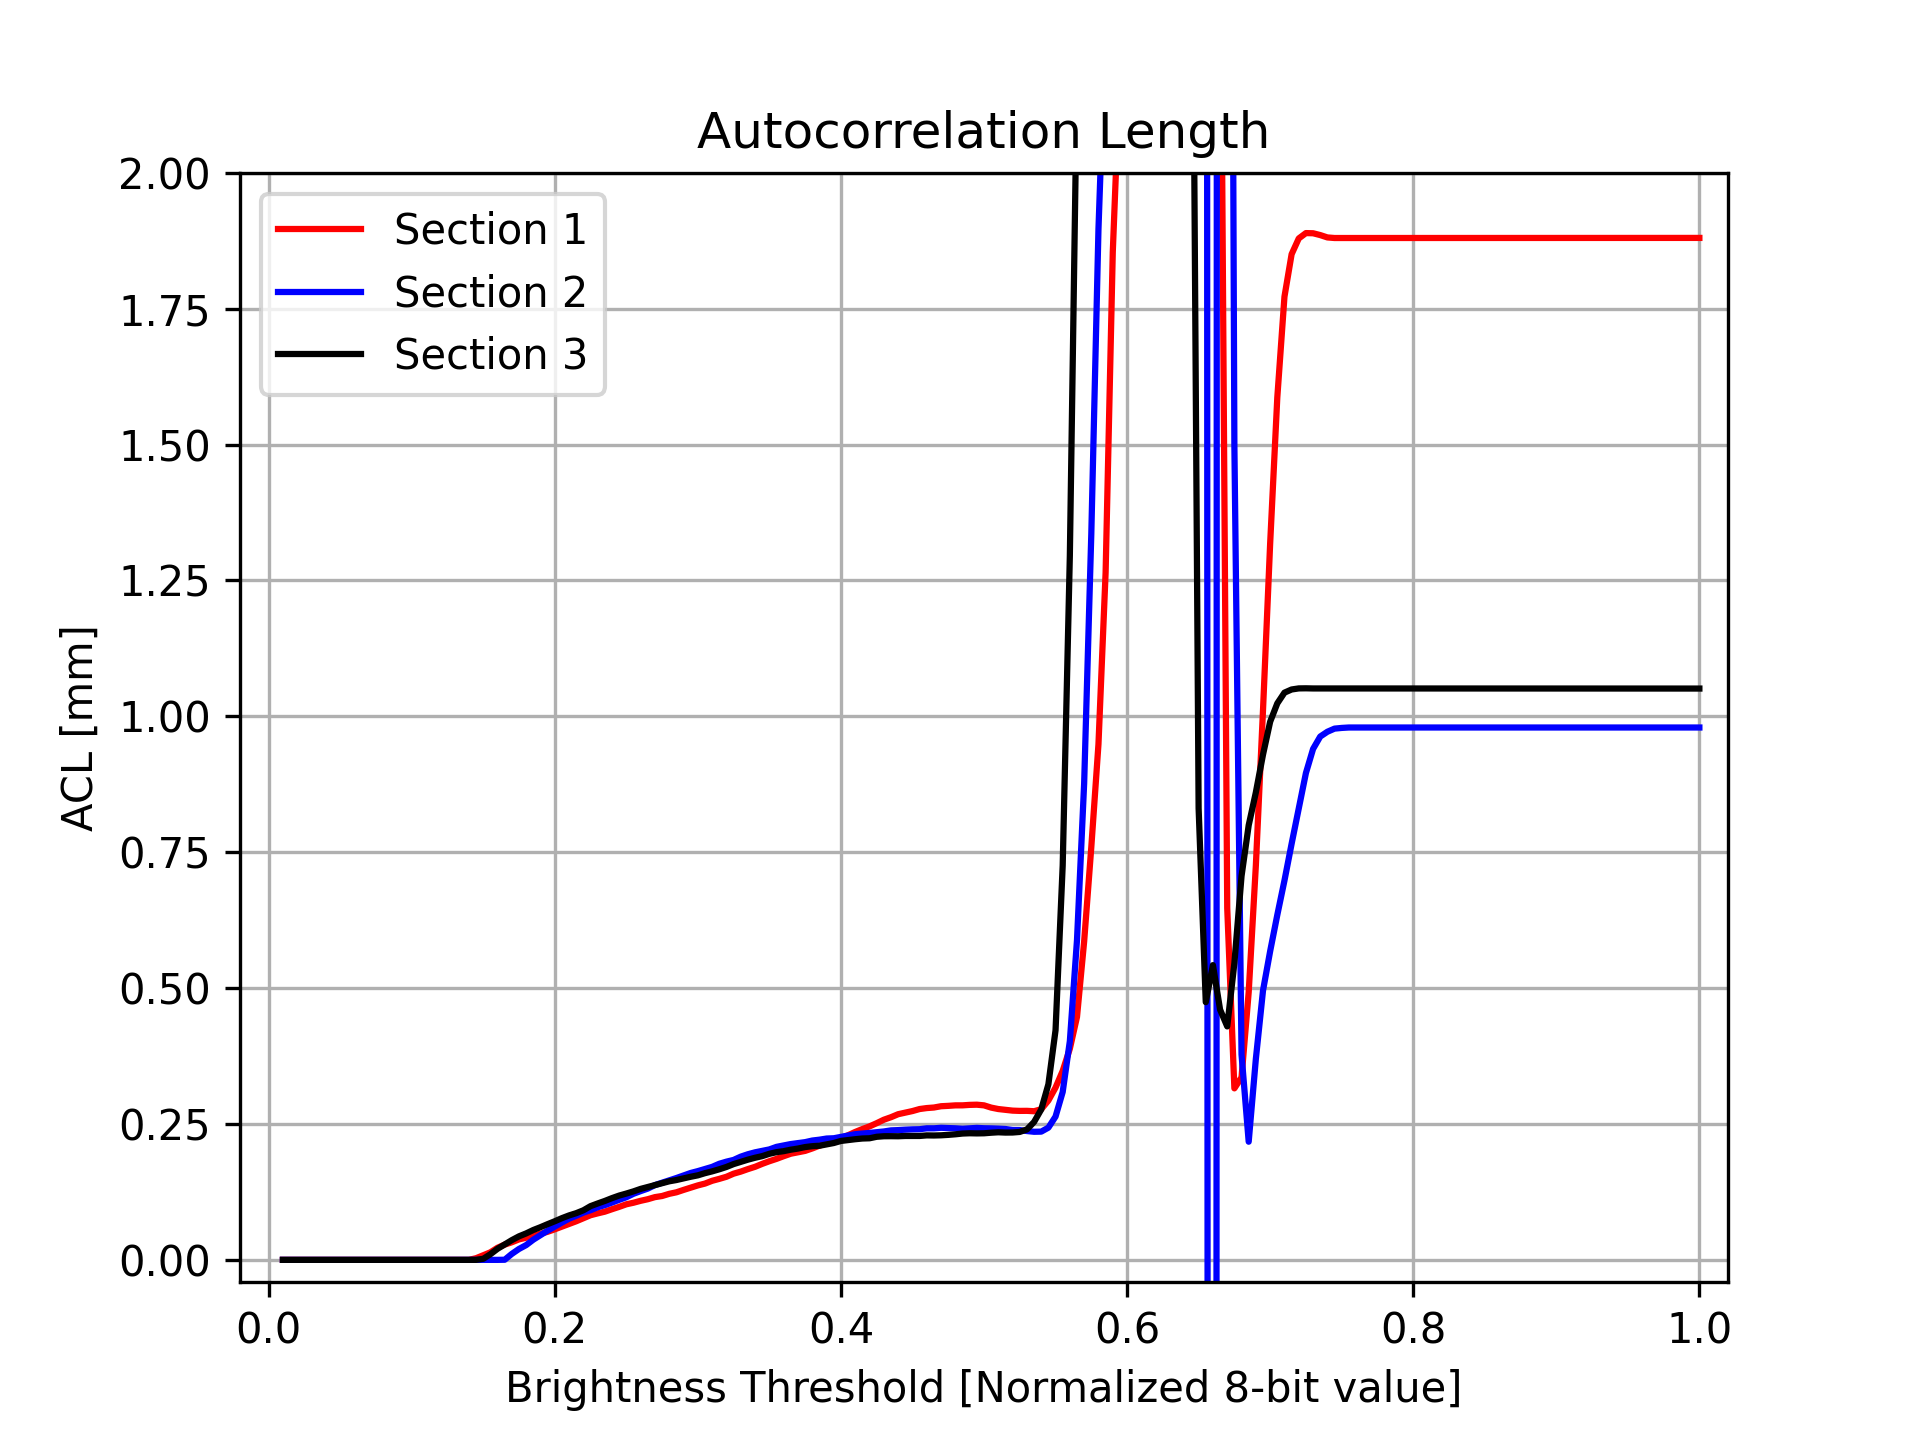 Autocorrelation Length
2.00
1.75
1.50
1.25
1.00
0.75
0.50
0.25
0.00
ACL [mm]
Section 1
Section 2
Section 3
0.0 0.2 0.4 0.6 0.8 1.0
Brightness Threshold [Normalized 8-bit value]